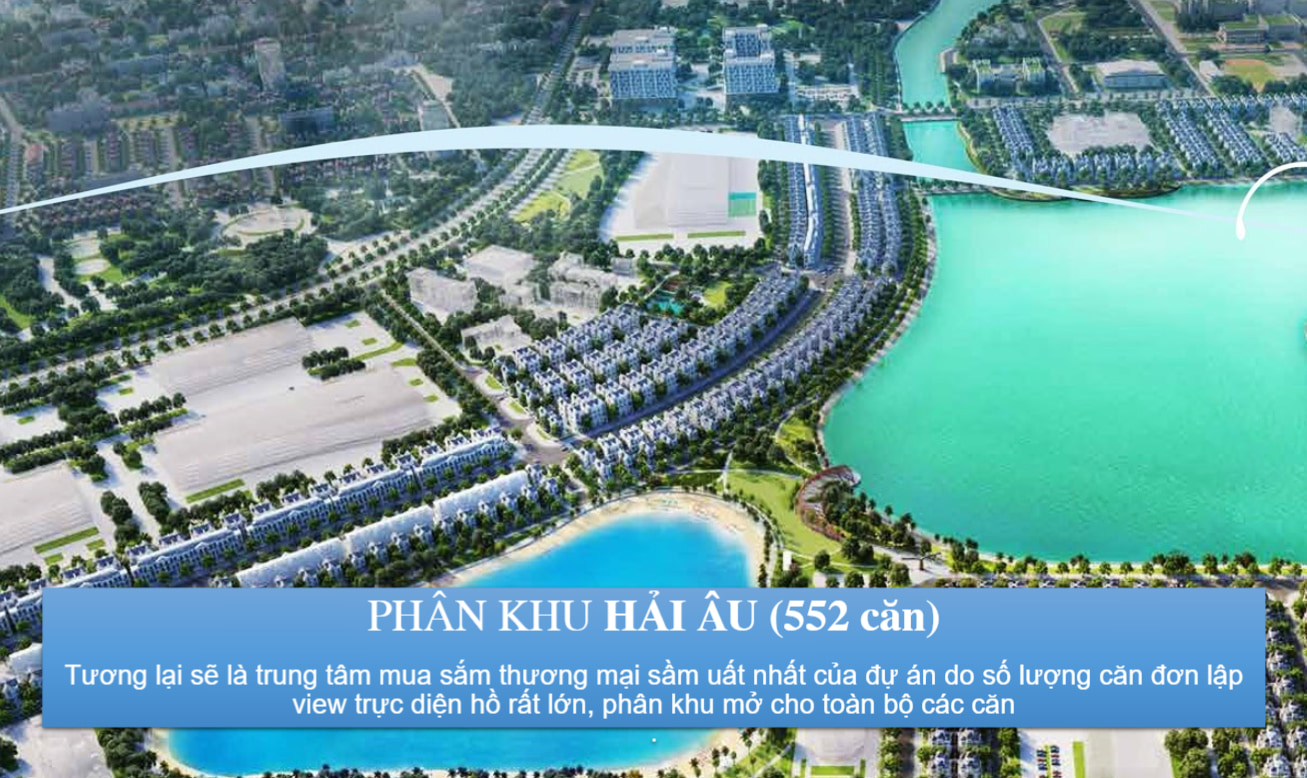 PHÂN KHU HẢI ÂU (552 căn)
Tương lại sẽ là trung tâm mua sắm thương mại sầm uất nhất của dự án do số lượng căn đơn lập
view trực diện hồ rất lớn, phân khu mở cho toàn bộ các căn
.